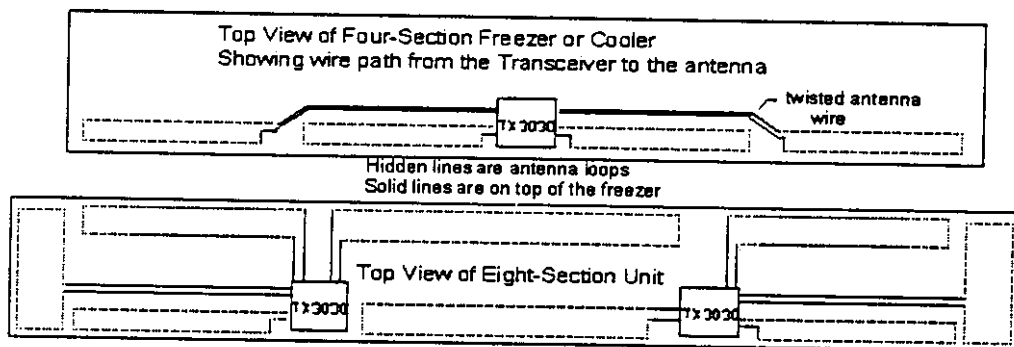 Top View of Four-Section Freezer or Cooler
Showing wire path from the Transceiver to the antenna
twisted antenna
wire
TX3030
Hidden lines are antenna loops
Solid lines are on top of the freezer
Top View of Eight-Section Unit
TX3030
TX3030